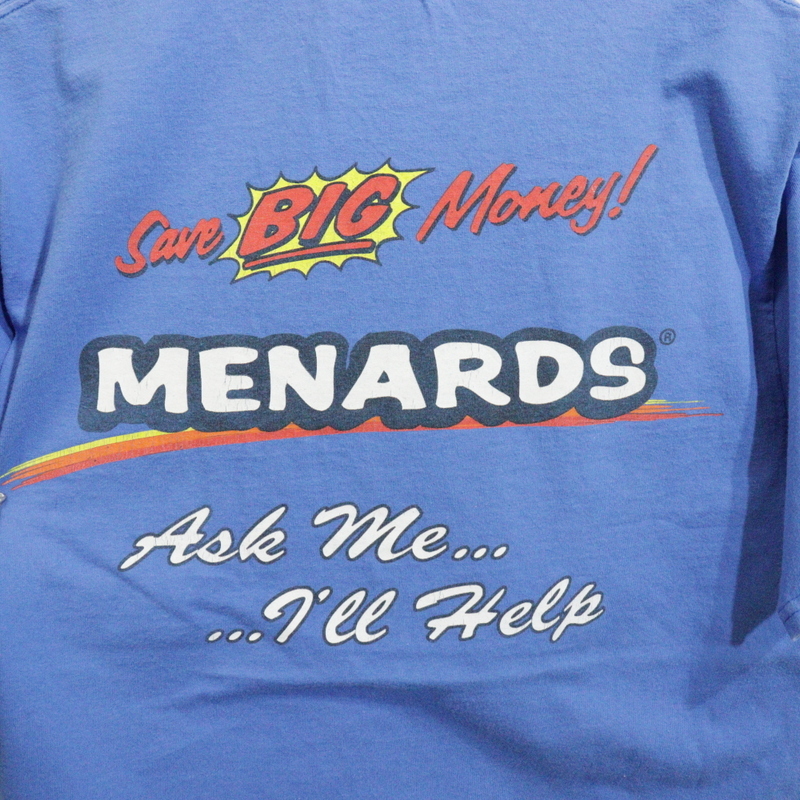 Save BIG Money!
MENARDS®
Ask Me...
...I'll Help